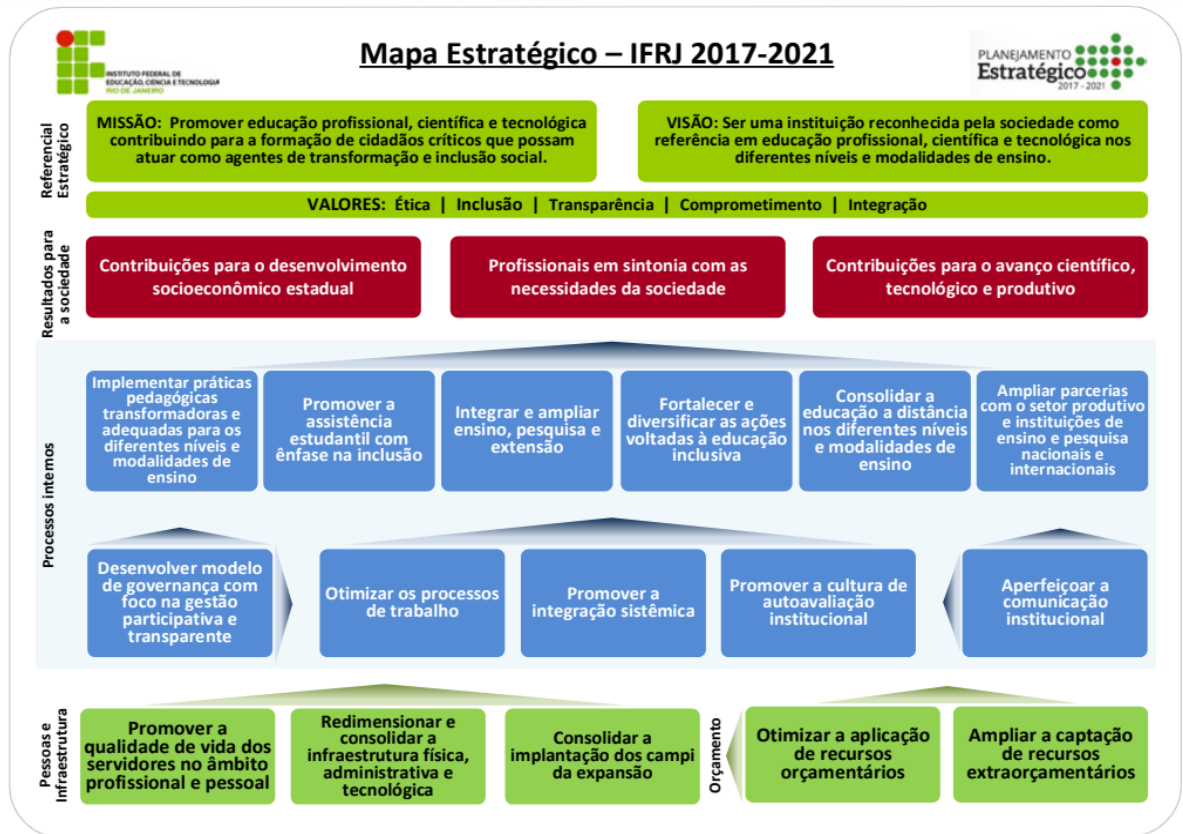 INSTITUTO FEDERAL DE
EDUCAÇÃO, CIÊNCIA E TECNOLOGIA
RIO DE JANEIRO
Mapa Estratégico – IFRJ 2017-2021
PLANEJAMENTO
Estratégico
2017 - 2021
Referencial
Estratégico
MISSÃO: Promover educação profissional, científica e tecnológica
contribuindo para a formação de cidadãos críticos que possam
atuar como agentes de transformação e inclusão social.
VISÃO: Ser uma instituição reconhecida pela sociedade como
referência em educação profissional, científica e tecnológica nos
diferentes níveis e modalidades de ensino.
VALORES: Ética | Inclusão | Transparência | Comprometimento | Integração
Resultados para
a sociedade
Contribuições para o desenvolvimento
socioeconômico estadual
Profissionais em sintonia com as
necessidades da sociedade
Contribuições para o avanço científico,
tecnológico e produtivo
Processos internos
Implementar práticas
pedagógicas
transformadoras e
adequadas para os
diferentes níveis e
modalidades de
ensino
Promover a
assistência
estudantil com
ênfase na inclusão
Integrar e ampliar
ensino, pesquisa e
extensão
Fortalecer e
diversificar as ações
voltadas à educação
inclusiva
Consolidar a
educação a distância
nos diferentes níveis
e modalidades de
ensino
Ampliar parcerias
com o setor produtivo
e instituições de
ensino e pesquisa
nacionais e
internacionais
Desenvolver modelo
de governança com
foco na gestão
participativa e
transparente
Otimizar os processos
de trabalho
Promover a
integração sistêmica
Promover a cultura de
autoavaliação
institucional
Aperfeiçoar a
comunicação
institucional
Pessoas e
Infraestrutura
Promover a
qualidade de vida dos
servidores no âmbito
profissional e pessoal
Redimensionar e
consolidar a
infraestrutura física,
administrativa e
tecnológica
Consolidar a
implantação dos campi
da expansão
Orçamento
Otimizar a aplicação
de recursos
orçamentários
Ampliar a captação
de recursos
extraorçamentários